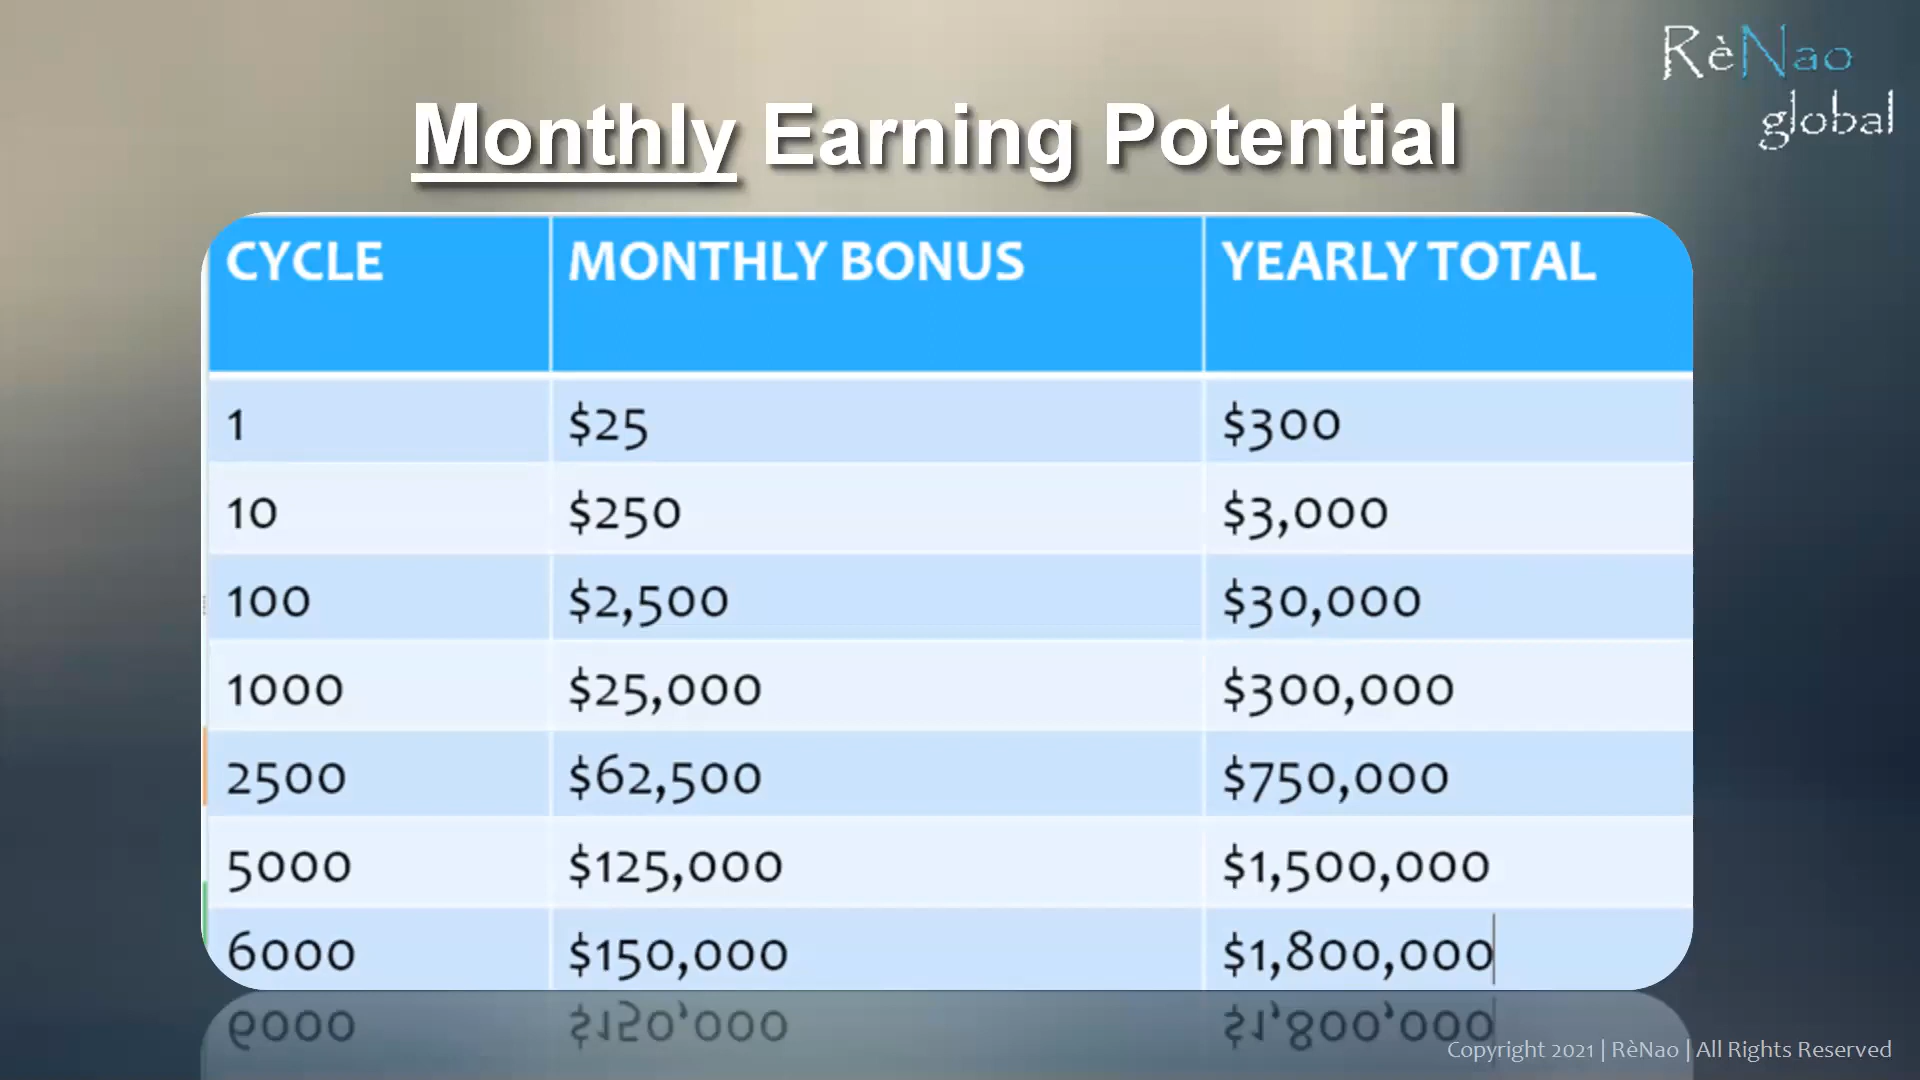 RèNao
global
Monthly Earning Potential
CYCLE MONTHLY BONUS YEARLY TOTAL
1 $25 $300
10 $250 $3,000
100 $2,500 $30,000
1000 $25,000 $300,000
2500 $62,500 $750,000
5000 $125,000 $1,500,000
6000 $150,000 $1,800,000
Copyright 2021 | RèNao | All Rights Reserved